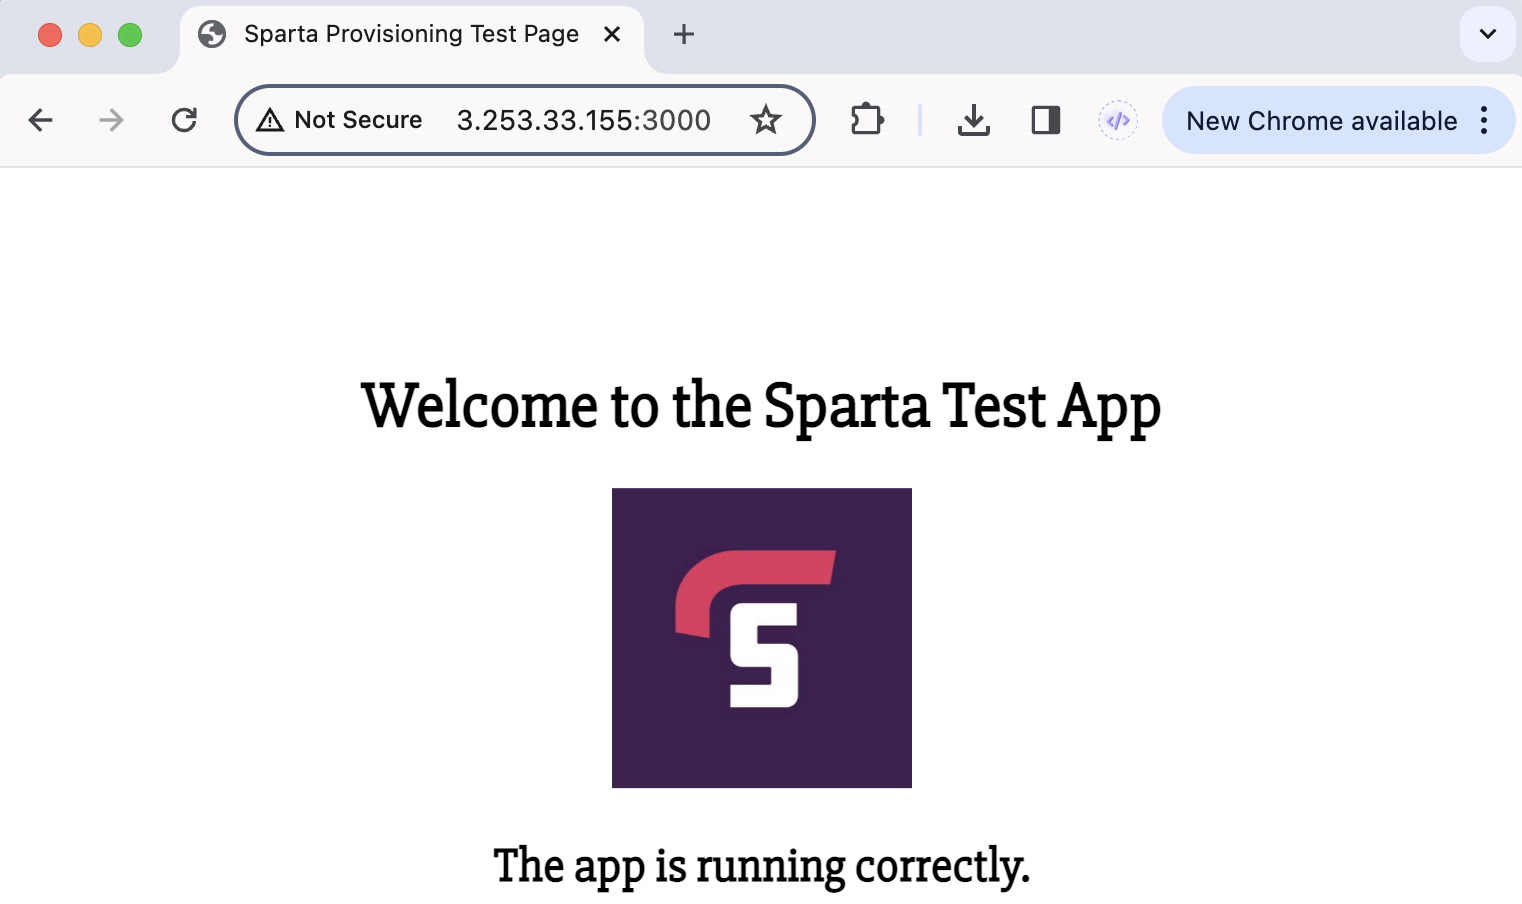 Sparta Provisioning Test Page
Not Secure 3.253.33.155:3000
</>
New Chrome available
Welcome to the Sparta Test App
S
The app is running correctly.